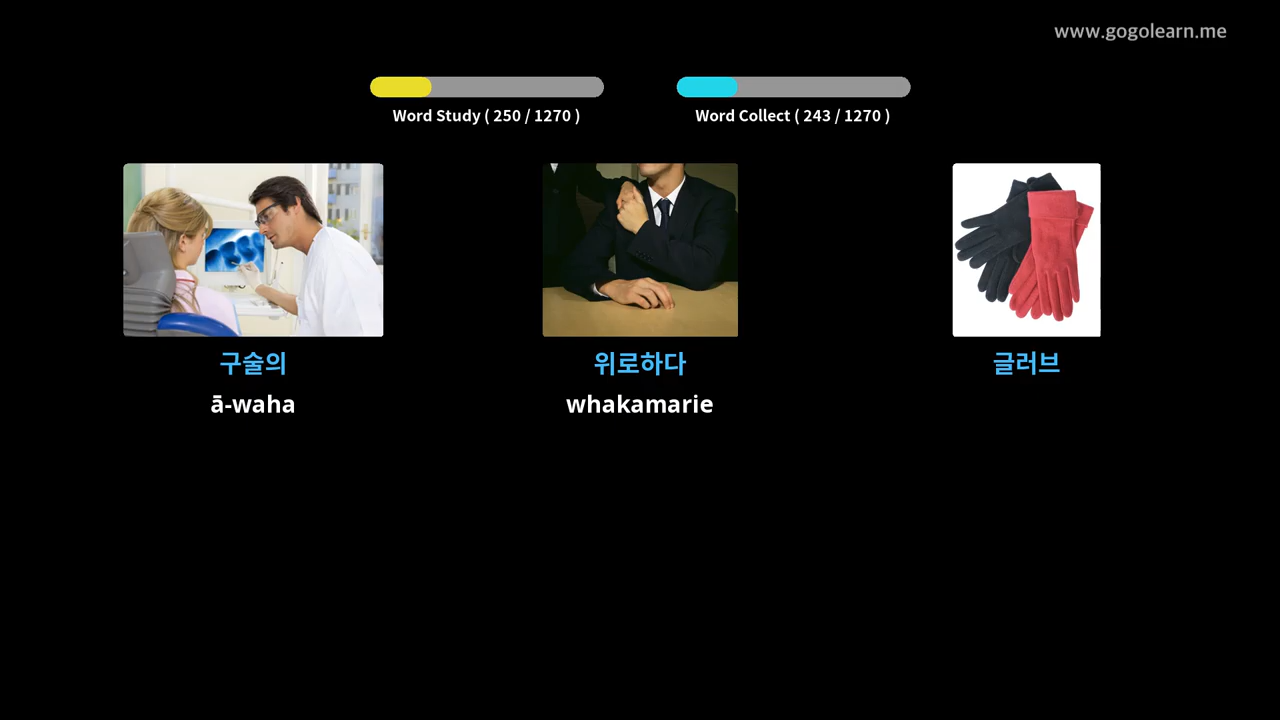 www.gogolearn.me
Word Study ( 250 / 1270 )
Word Collect ( 243 / 1270 )
구술의
위로하다
글러브
ā-waha
whakamarie